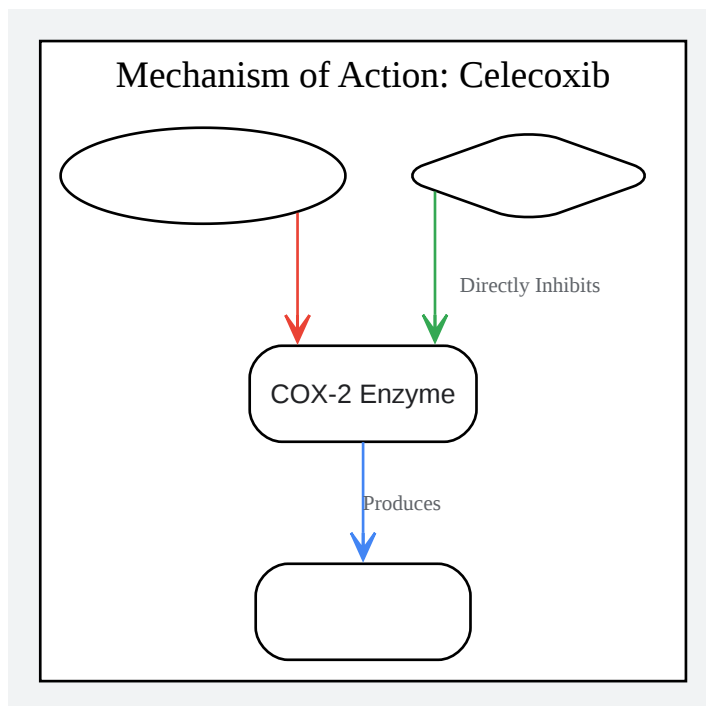 Mechanism of Action: Celecoxib
Directly Inhibits
COX-2 Enzyme
Produces